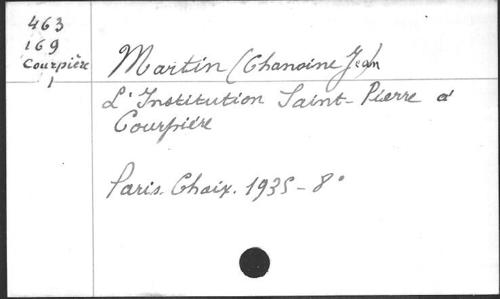 463
169
Courpière
1
Martin (Chanoine Jean)
L'Institution Saint-Pierre à
Courpière
Paris. Chaix. 1935 - 8°